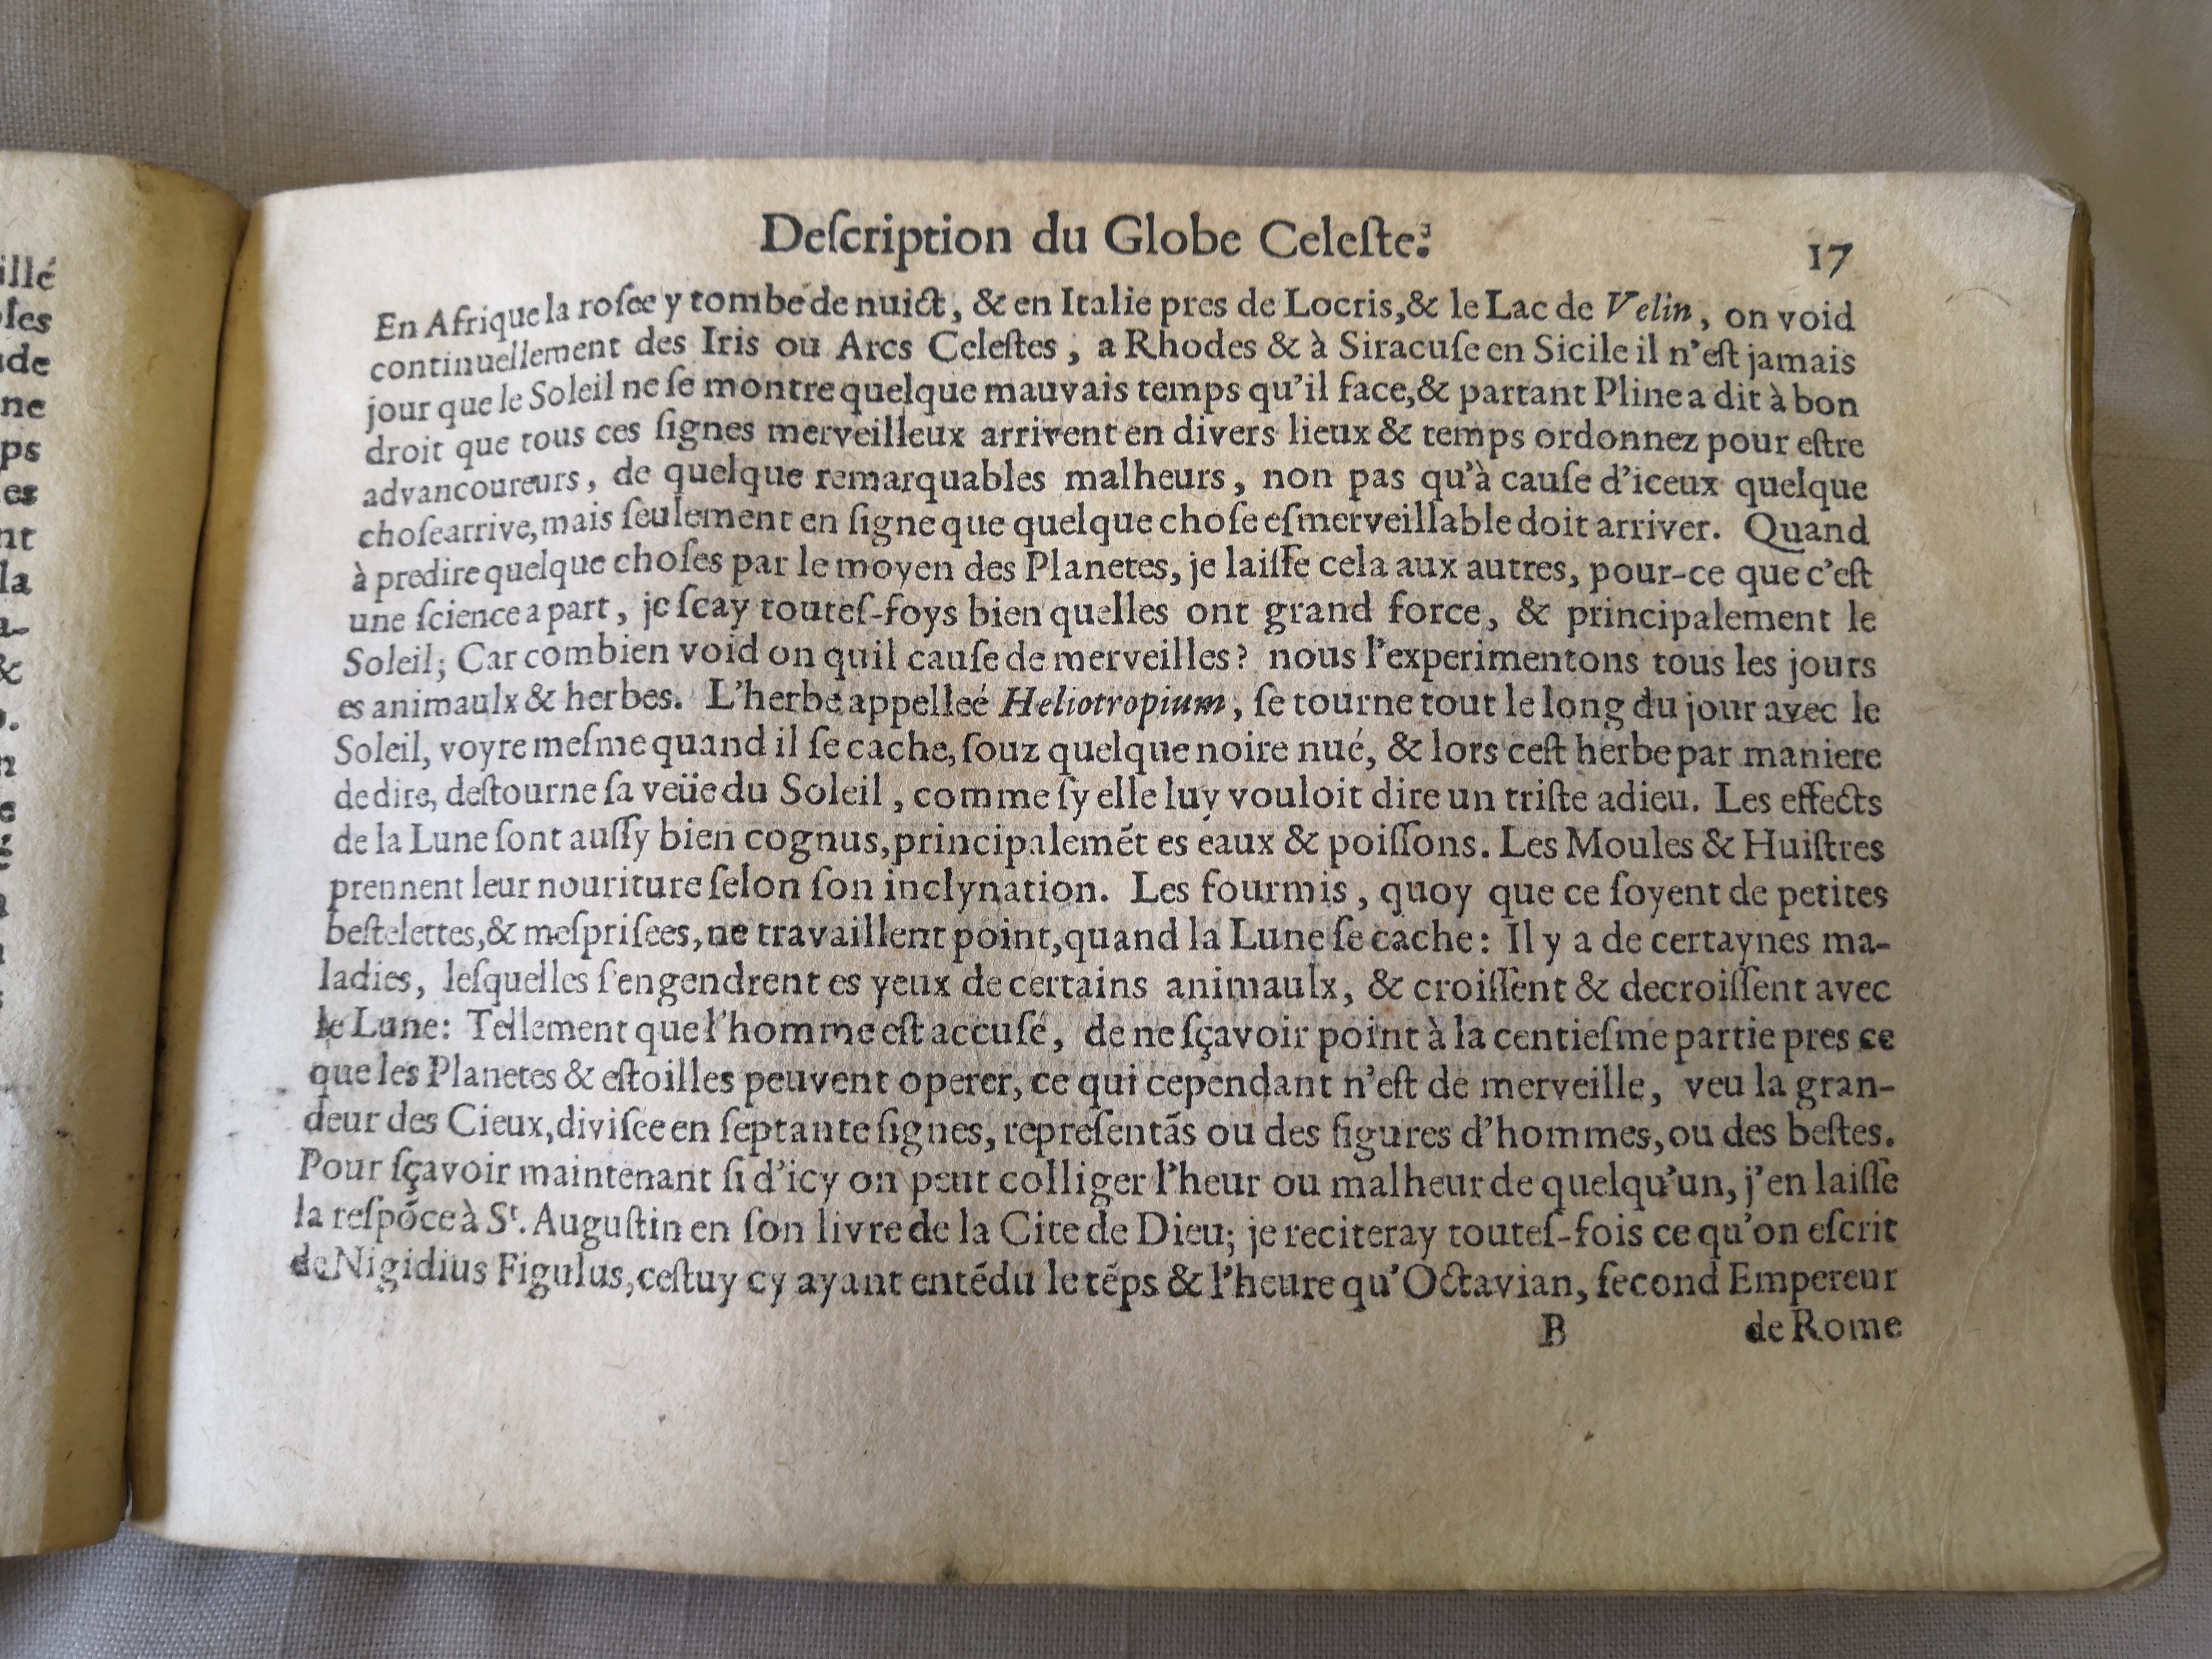 Deſcription du Globe Celeſte.
17
En Afrique la roſee y tombe de nuict, & en Italie pres de Locris, & le Lac de Velin, on void
continuellement des Iris ou Arcs Celeſtes, a Rhodes & à Siracuſe en Sicile il n'eſt jamais
jour que le Soleil ne ſe montre quelque mauvais temps qu'il face, & partant Pline a dit à bon
droit que tous ces ſignes merveilleux arrivent en divers lieux & temps ordonnez pour eſtre
advancoureurs, de quelque remarquables malheurs, non pas qu'à cauſe d'iceux quelque
choſe arrive, mais ſeulement en ſigne que quelque choſe eſmerveillable doit arriver. Quand
à predire quelque choſes par le moyen des Planetes, je laiſſe cela aux autres, pour-ce que c'eſt
une ſcience a part, je ſcay touteſ-foys bien quelles ont grand force, & principalement le
Soleil; Car combien void on quil cauſe de merveilles? nous l'experimentons tous les jours
es animaulx & herbes. L'herbe appelleé Heliotropium, ſe tourne tout le long du jour avec le
Soleil, voyre meſme quand il ſe cache, ſouz quelque noire nué, & lors ceſt herbe par maniere
de dire, deſtourne ſa veüe du Soleil, comme ſy elle luy vouloit dire un triſte adieu. Les effects
de la Lune ſont auſſy bien cognus, principalemẽt es eaux & poiſſons. Les Moules & Huiſtres
prennent leur nouriture ſelon ſon inclynation. Les fourmis, quoy que ce ſoyent de petites
beſtelettes, & meſpriſees, ne travaillent point, quand la Lune ſe cache: Il y a de certaynes ma-
ladies, leſquelles ſ'engendrent es yeux de certains animaulx, & croiſſent & decroiſſent avec
le Lune: Tellement que l'homme eſt accuſé, de ne ſçavoir point à la centieſme partie pres ce
que les Planetes & eſtoilles peuvent operer, ce qui cependant n'eſt de merveille, veu la gran-
deur des Cieux, diviſee en ſeptante ſignes, repreſentãs ou des figures d'hommes, ou des beſtes.
Pour ſçavoir maintenant ſi d'icy on peut colliger l'heur ou malheur de quelqu'un, j'en laiſſe
la reſpõce à Sᵗ. Auguſtin en ſon livre de la Cite de Dieu; je reciteray touteſ-fois ce qu'on eſcrit
de Nigidius Figulus, ceſtuy cy ayant entẽdu le tẽps & l'heure qu'Octavian, ſecond Empereur
B
de Rome